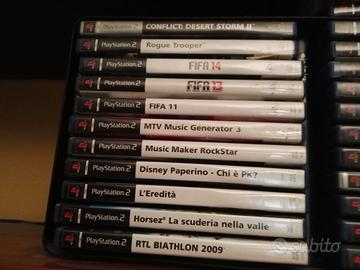 PlayStation.2 CONFLICT: DESERT STORM II
PlayStation.2 Rogue Trooper
PlayStation.2 FIFA 14
PlayStation.2 FIFA 13
PlayStation.2 FIFA 11
PlayStation.2 MTV Music Generator 3
PlayStation.2 Music Maker RockStar
PlayStation.2 Disney Paperino - Chi è PK?
PlayStation.2 L'Eredità
PlayStation.2 Horsez La scuderia nella valle
PlayStation.2 RTL BIATHLON 2009
subito